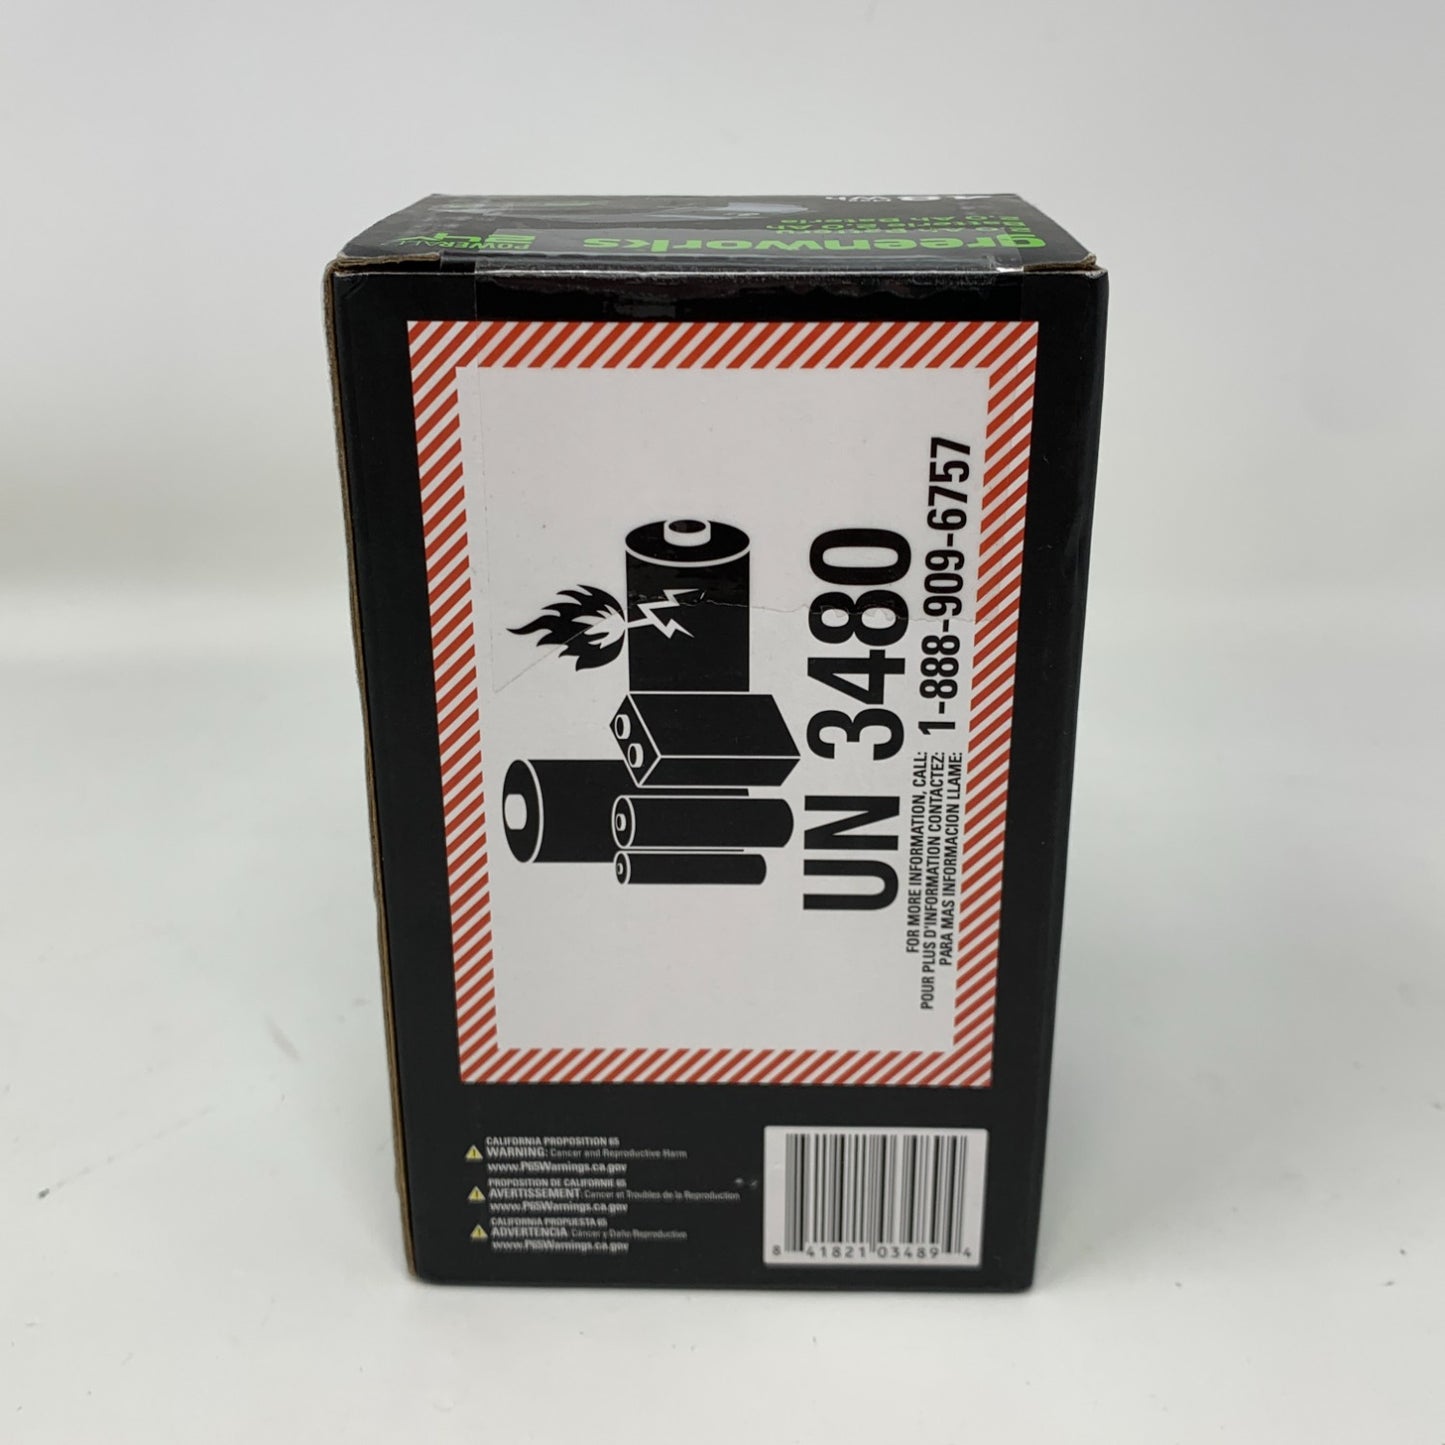 greenworks
POWERALL
UN 3480
FOR MORE INFORMATION, CALL:
POUR PLUS D'INFORMATION CONTACTEZ:
PARA MAS INFORMACION LLAME:
1-888-909-6757
CALIFORNIA PROPOSITION 65
WARNING: Cancer and Reproductive Harm
www.P65Warnings.ca.gov
PROPOSITION DE CALIFORNIE 65
AVERTISSEMENT: Cancer et Troubles de la Reproduction
www.P65Warnings.ca.gov
CALIFORNIA PROPUESTA 65
ADVERTENCIA: Cáncer y Daño Reproductivo
www.P65Warnings.ca.gov
8 41821 03489 4